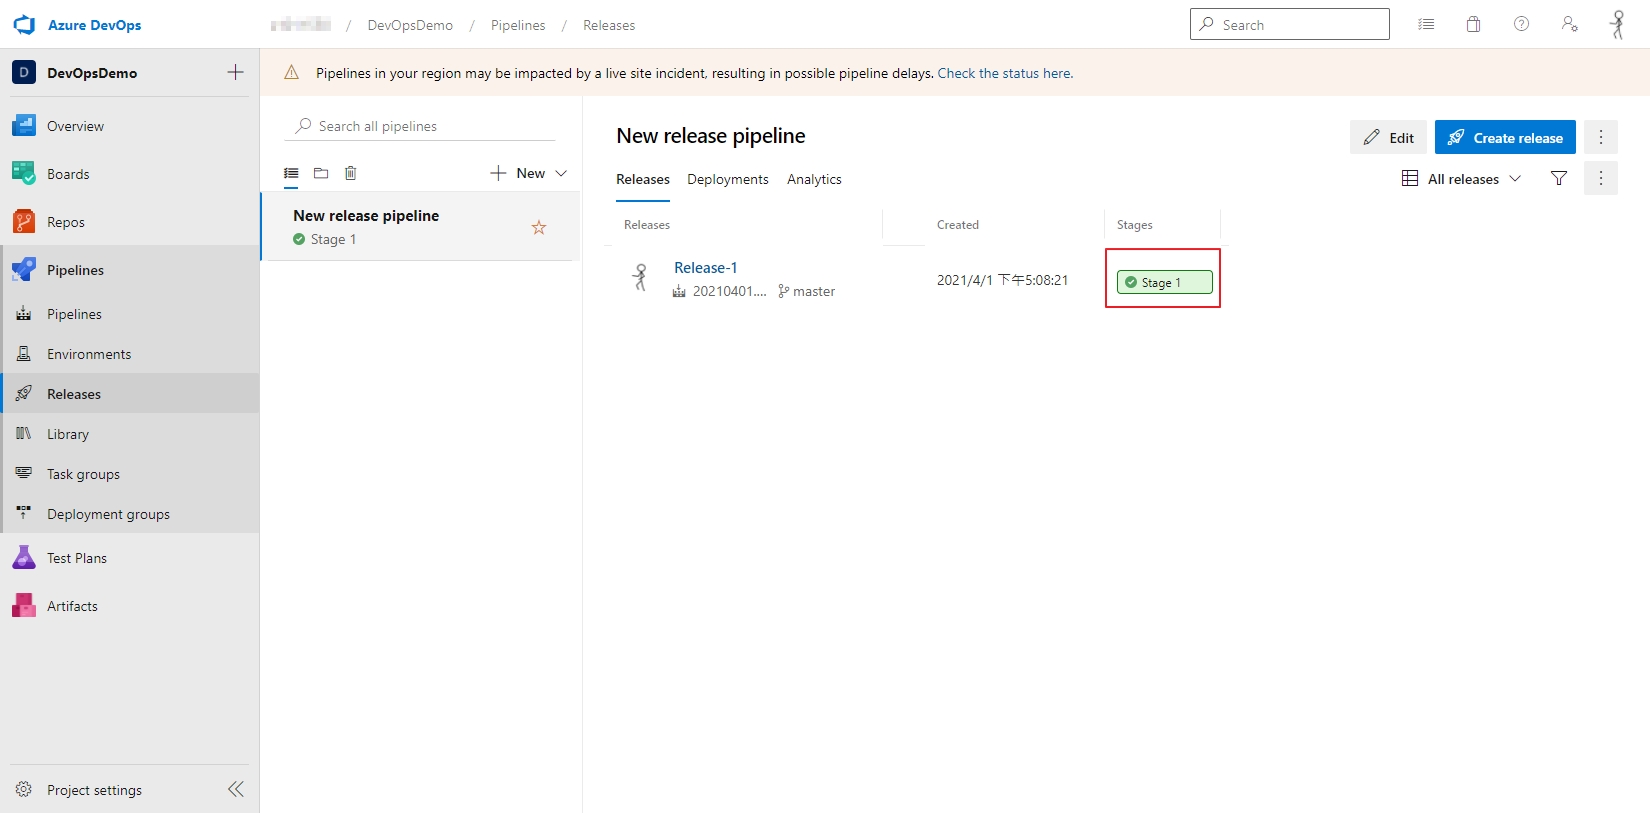 Azure DevOps
/ DevOpsDemo / Pipelines / Releases
Search
D DevOpsDemo
Pipelines in your region may be impacted by a live site incident, resulting in possible pipeline delays. Check the status here.
Overview
Boards
Repos
Pipelines
Pipelines
Environments
Releases
Library
Task groups
Deployment groups
Test Plans
Artifacts
Project settings
Search all pipelines
New
New release pipeline
Stage 1
New release pipeline
Edit
Create release
Releases Deployments Analytics
All releases
Releases Created Stages
Release-1
20210401.... master
2021/4/1 下午5:08:21
Stage 1